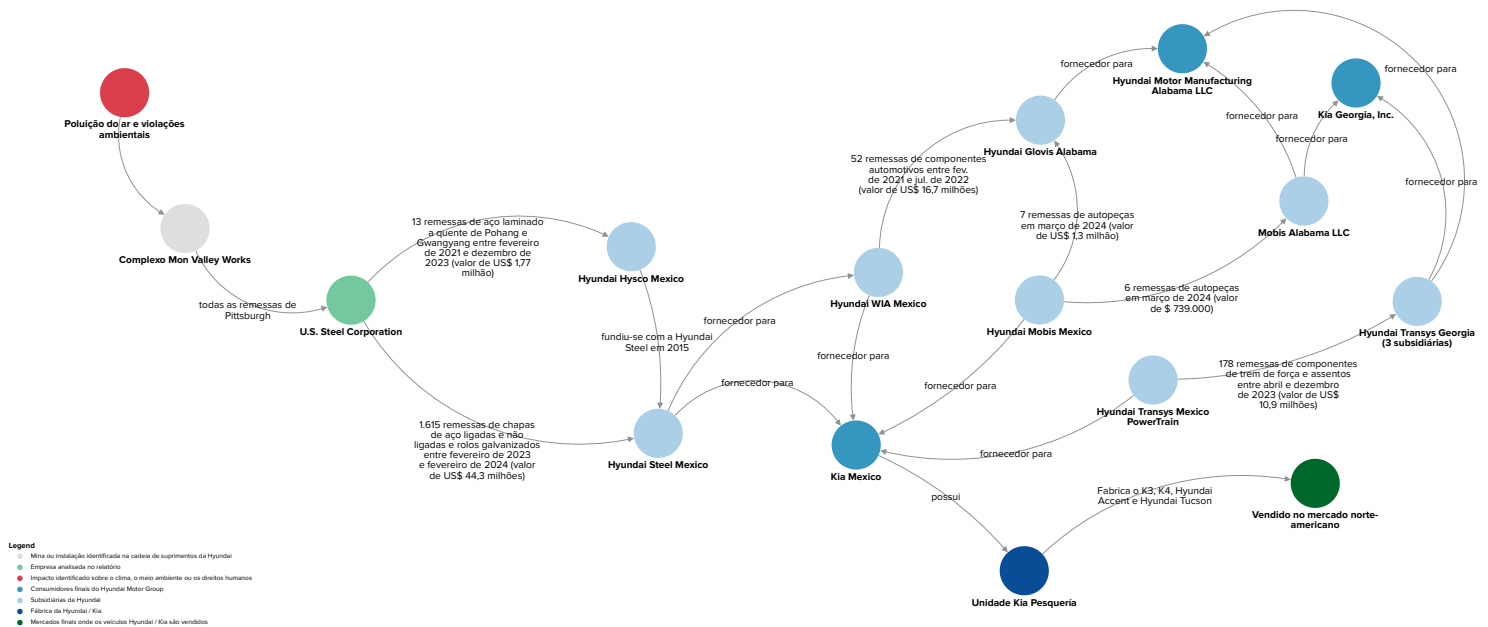 fornecedor para
Hyundai Motor Manufacturing
Alabama LLC
fornecedor para
Kia Georgia, Inc.
fornecedor para
fornecedor para
Poluição do ar e violações
ambientais
Hyundai Glovis Alabama
52 remessas de componentes
automotivos entre fev.
de 2021 e jul. de 2022
(valor de US$ 16,7 milhões)
fornecedor para
7 remessas de autopeças
em março de 2024 (valor
de US$ 1,3 milhão)
Mobis Alabama LLC
Complexo Mon Valley Works
13 remessas de aço laminado
a quente de Pohang e
Gwangyang entre fevereiro
de 2021 e dezembro de
2023 (valor de US$ 1,77
milhão)
Hyundai Hysco Mexico
todas as remessas de
Pittsburgh
U.S. Steel Corporation
Hyundai WIA Mexico
6 remessas de autopeças
em março de 2024 (valor
de $ 739.000)
Hyundai Mobis Mexico
Hyundai Transys Georgia
(3 subsidiárias)
fornecedor para
fundiu-se com a Hyundai
Steel em 2015
fornecedor para
fornecedor para
fornecedor para
178 remessas de componentes
de trem de força e assentos
entre abril e dezembro
de 2023 (valor de US$
10,9 milhões)
Hyundai Transys Mexico
PowerTrain
1.615 remessas de chapas
de aço ligadas e não
ligadas e rolos galvanizados
entre fevereiro de 2023
e fevereiro de 2024 (valor
de US$ 44,3 milhões)
Hyundai Steel Mexico
Kia Mexico
fornecedor para
possui
Fabrica o K3, K4, Hyundai
Accent e Hyundai Tucson
Vendido no mercado norte-
americano
Unidade Kia Pesquería
Legend
Mina ou instalação identificada na cadeia de suprimentos da Hyundai
Empresa analisada no relatório
Impacto identificado sobre o clima, o meio ambiente ou os direitos humanos
Consumidores finais do Hyundai Motor Group
Subsidiárias da Hyundai
Fábrica da Hyundai / Kia
Mercados finais onde os veículos Hyundai / Kia são vendidos